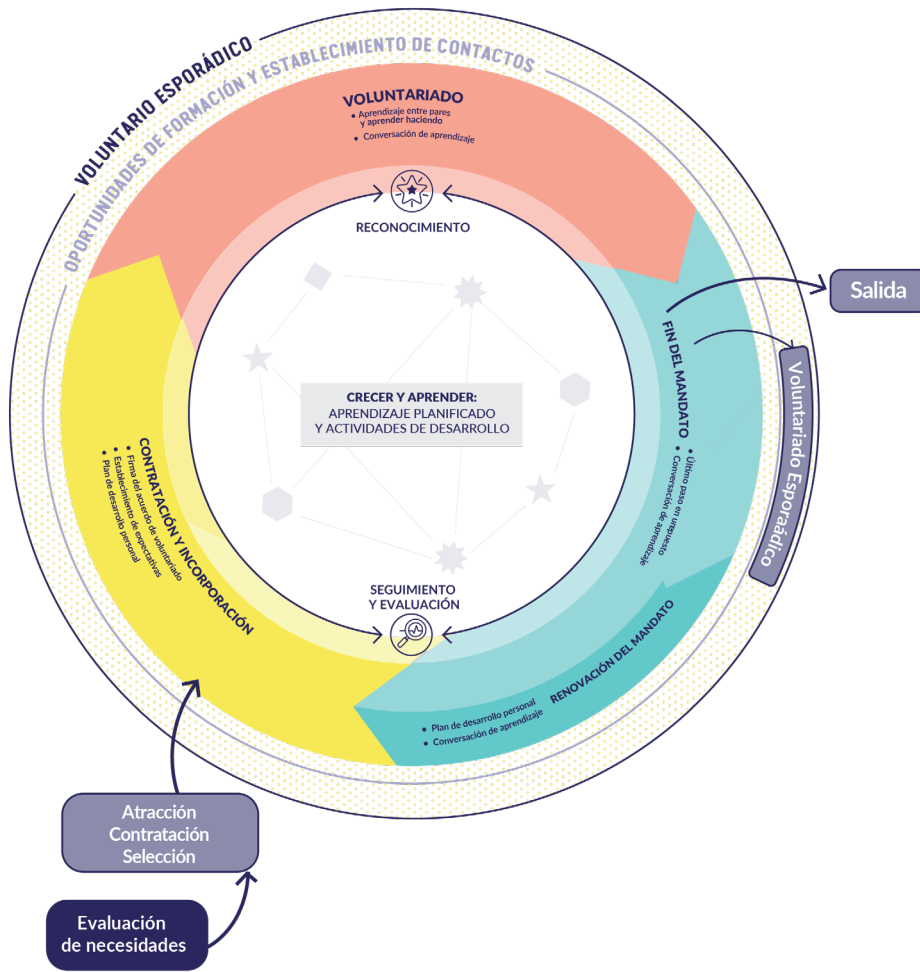 VOLUNTARIO ESPORÁDICO
OPORTUNIDADES DE FORMACIÓN Y ESTABLECIMIENTO DE CONTACTOS
VOLUNTARIADO
• Aprendizaje entre pares
y aprender haciendo
• Conversación de aprendizaje
RECONOCIMIENTO
Salida
FIN DEL MANDATO
• Último paso en unpuesto
• Conversación de aprendizaje
Voluntariado Esporaádico
CRECER Y APRENDER:
APRENDIZAJE PLANIFICADO
Y ACTIVIDADES DE DESARROLLO
CONTRATACIÓN Y INCORPORACIÓN
• Firma del acuerdo de voluntariado
• Establecimiento de expectativas
• Plan de desarrollo personal
SEGUIMIENTO
Y EVALUACIÓN
RENOVACIÓN DEL MANDATO
• Plan de desarrollo personal
• Conversación de aprendizaje
Atracción
Contratación
Selección
Evaluación
de necesidades